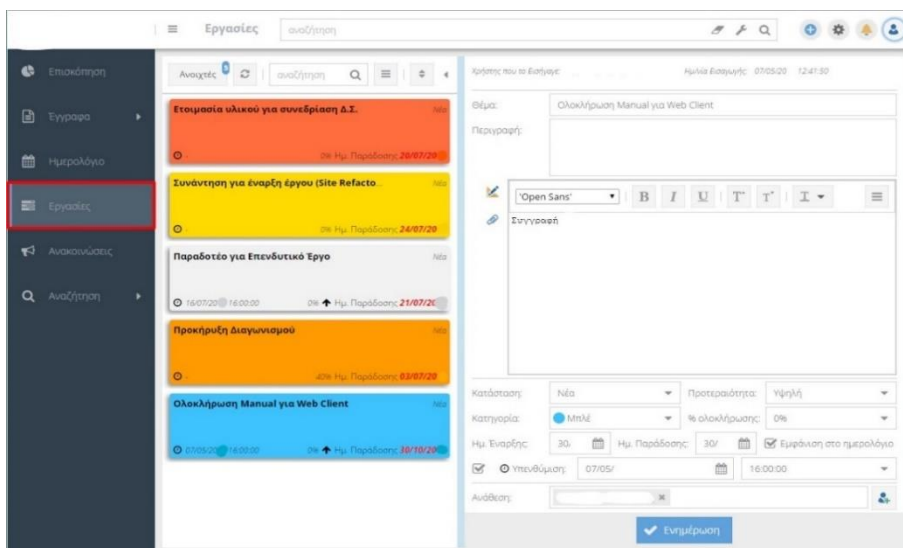 Εργασίες αναζήτηση
Επισκόπηση
Έγγραφα
Ημερολόγιο
Εργασίες
Ανακοινώσεις
Αναζήτηση
Ανοιχτές αναζήτηση
Ετοιμασία υλικού για συνεδρίαση Δ.Σ. Νέα
- 0% Ημ. Παράδοσης 20/07/20
Συνάντηση για έναρξη έργου (Site Refacto... Νέα
- 0% Ημ. Παράδοσης 24/07/20
Παραδοτέο για Επενδυτικό Έργο Νέα
16/07/20 16:00:00 0% Ημ. Παράδοσης 21/07/20
Προκήρυξη Διαγωνισμού Νέα
- 40% Ημ. Παράδοσης 03/07/20
Ολοκλήρωση Manual για Web Client Νέα
07/05/20 16:00:00 0% Ημ. Παράδοσης 30/10/20
Χρήστης που το Εισήγαγε: Ημ/νία Εισαγωγής: 07/05/20 12:41:50
Θέμα: Ολοκλήρωση Manual για Web Client
Περιγραφή:
'Open Sans' B I U T T I
Συγγραφή
Κατάσταση: Νέα Προτεραιότητα: Υψηλή
Κατηγορία: Μπλέ % ολοκλήρωσης: 0%
Ημ. Έναρξης: 30/ Ημ. Παράδοσης: 30/ Εμφάνιση στο ημερολόγιο
Υπενθύμιση: 07/05/ 16:00:00
Ανάθεση:
Ενημέρωση